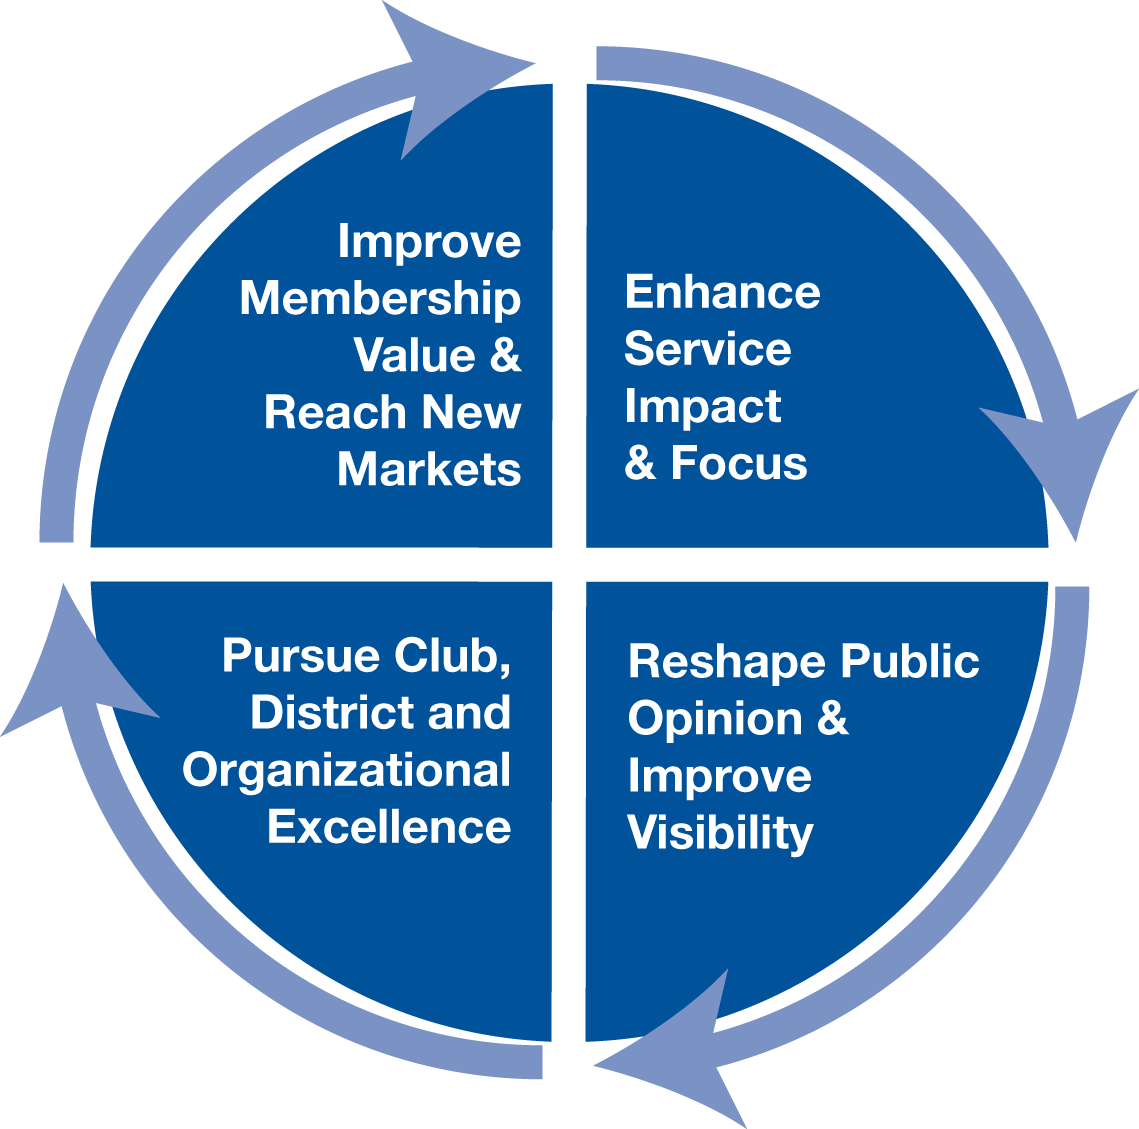 Improve
Membership
Value &
Reach New
Markets
Enhance
Service
Impact
& Focus
Pursue Club,
District and
Organizational
Excellence
Reshape Public
Opinion &
Improve
Visibility